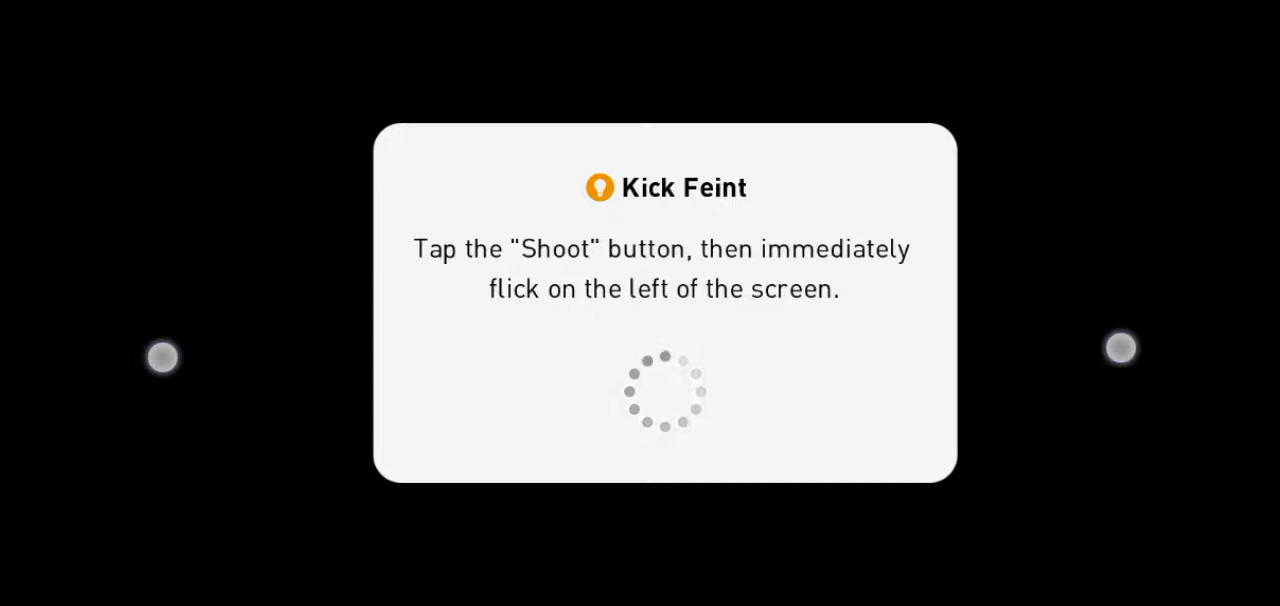 Kick Feint
Tap the "Shoot" button, then immediately
flick on the left of the screen.